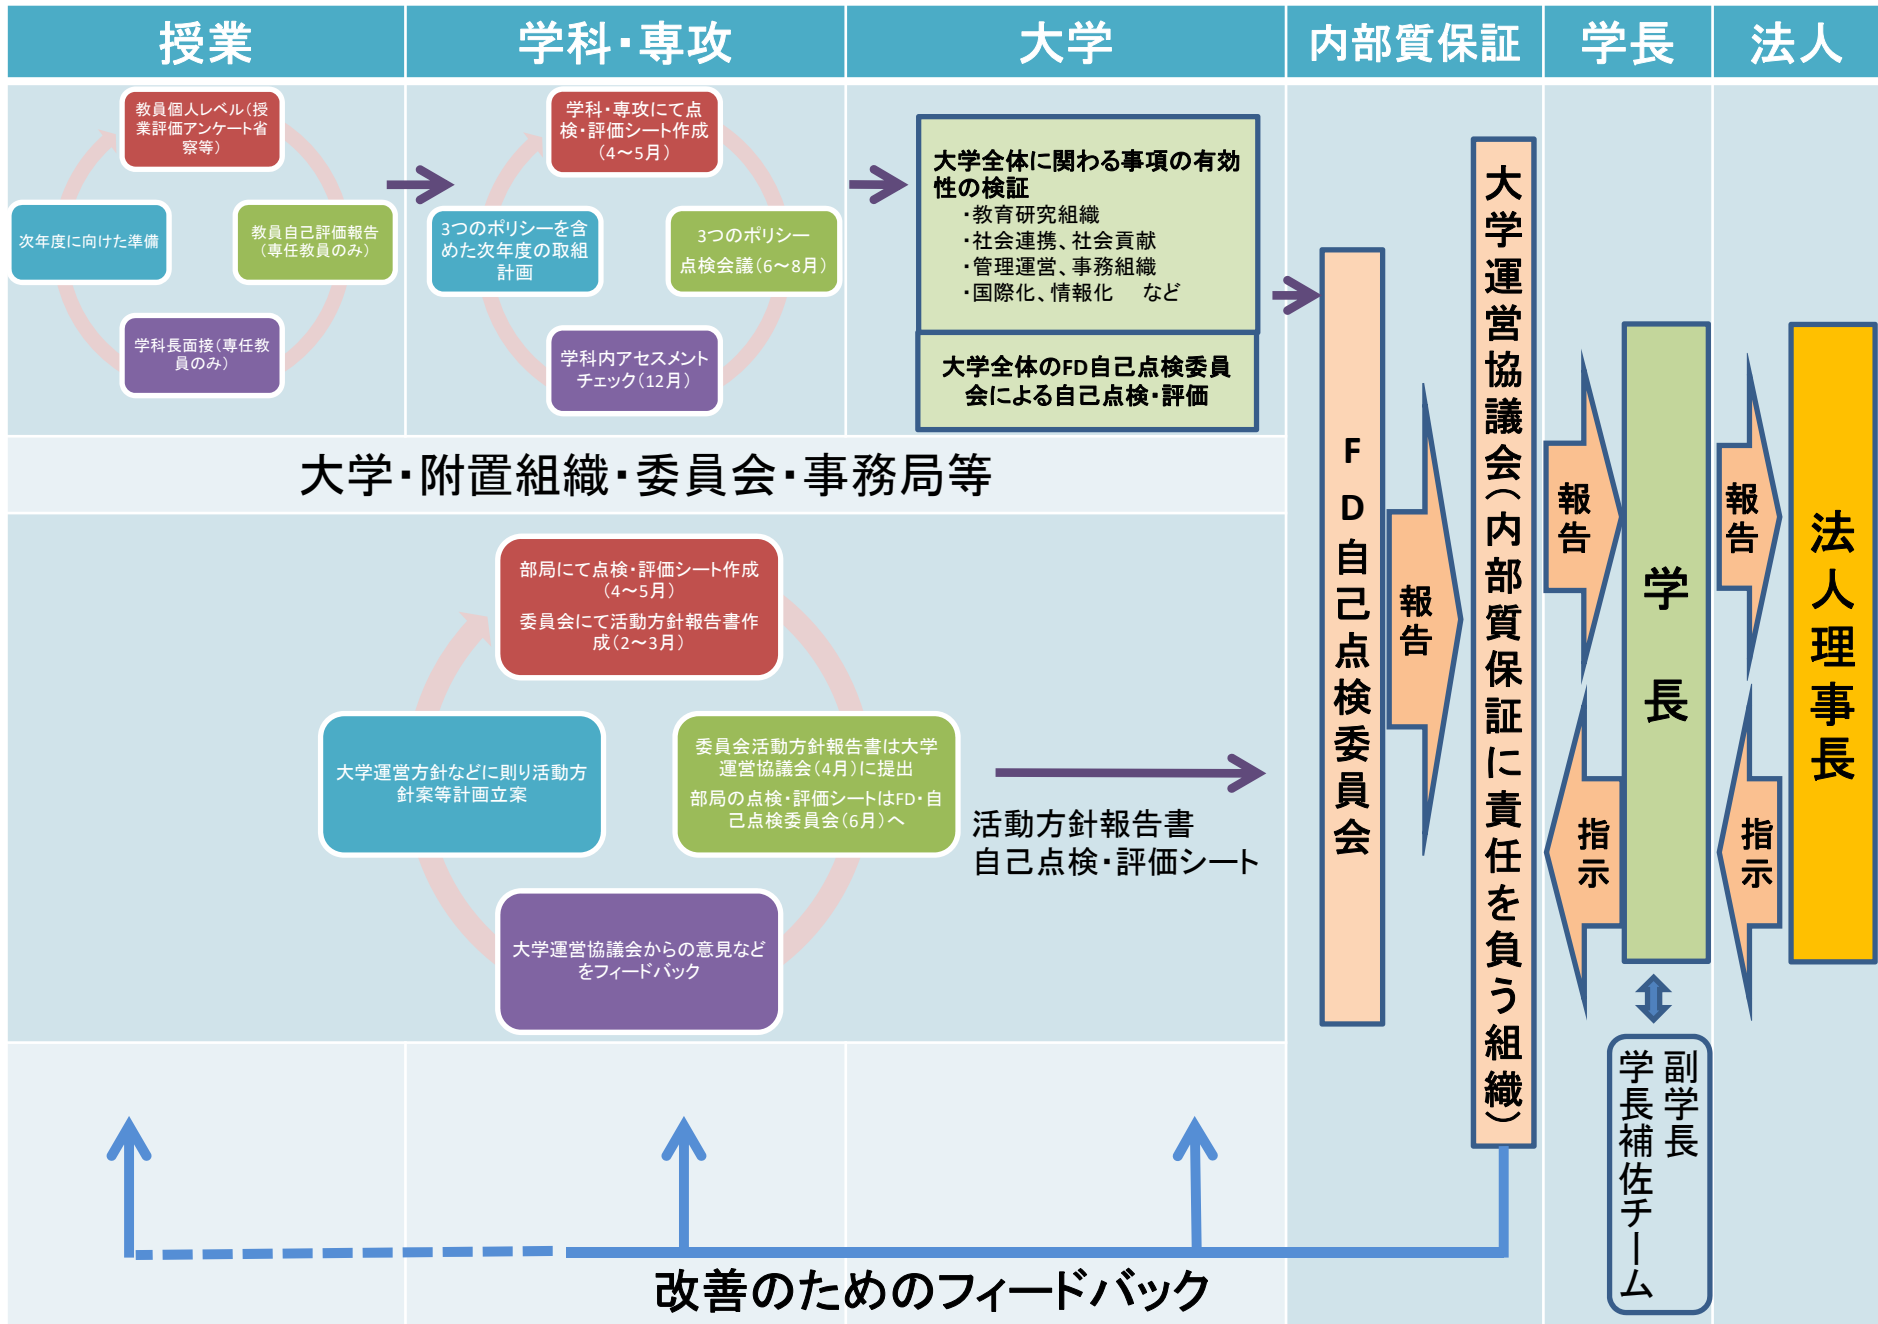 授業
学科・専攻
大学
内部質保証
学長
法人
教員個人レベル（授
業評価アンケート省
察等）
教員自己評価報告
（専任教員のみ）
学科長面接（専任教
員のみ）
次年度に向けた準備
学科・専攻にて点
検・評価シート作成
（4～5月）
3つのポリシー
点検会議（6～8月）
学科内アセスメント
チェック（12月）
3つのポリシーを含
めた次年度の取組
計画
大学全体に関わる事項の有効
性の検証
・教育研究組織
・社会連携、社会貢献
・管理運営、事務組織
・国際化、情報化　など
大学全体のFD自己点検委員
会による自己点検・評価
大学・附置組織・委員会・事務局等
部局にて点検・評価シート作成
（4～5月）
委員会にて活動方針報告書作
成（2～3月）
委員会活動方針報告書は大学
運営協議会（4月）に提出
部局の点検・評価シートはFD・自
己点検委員会（6月）へ
大学運営協議会からの意見など
をフィードバック
大学運営方針などに則り活動方
針案等計画立案
活動方針報告書
自己点検・評価シート
FD自己点検委員会
報告
大学運営協議会（内部質保証に責任を負う組織）
報告
指示
学長
報告
指示
法人理事長
副学長
学長補佐チーム
改善のためのフィードバック